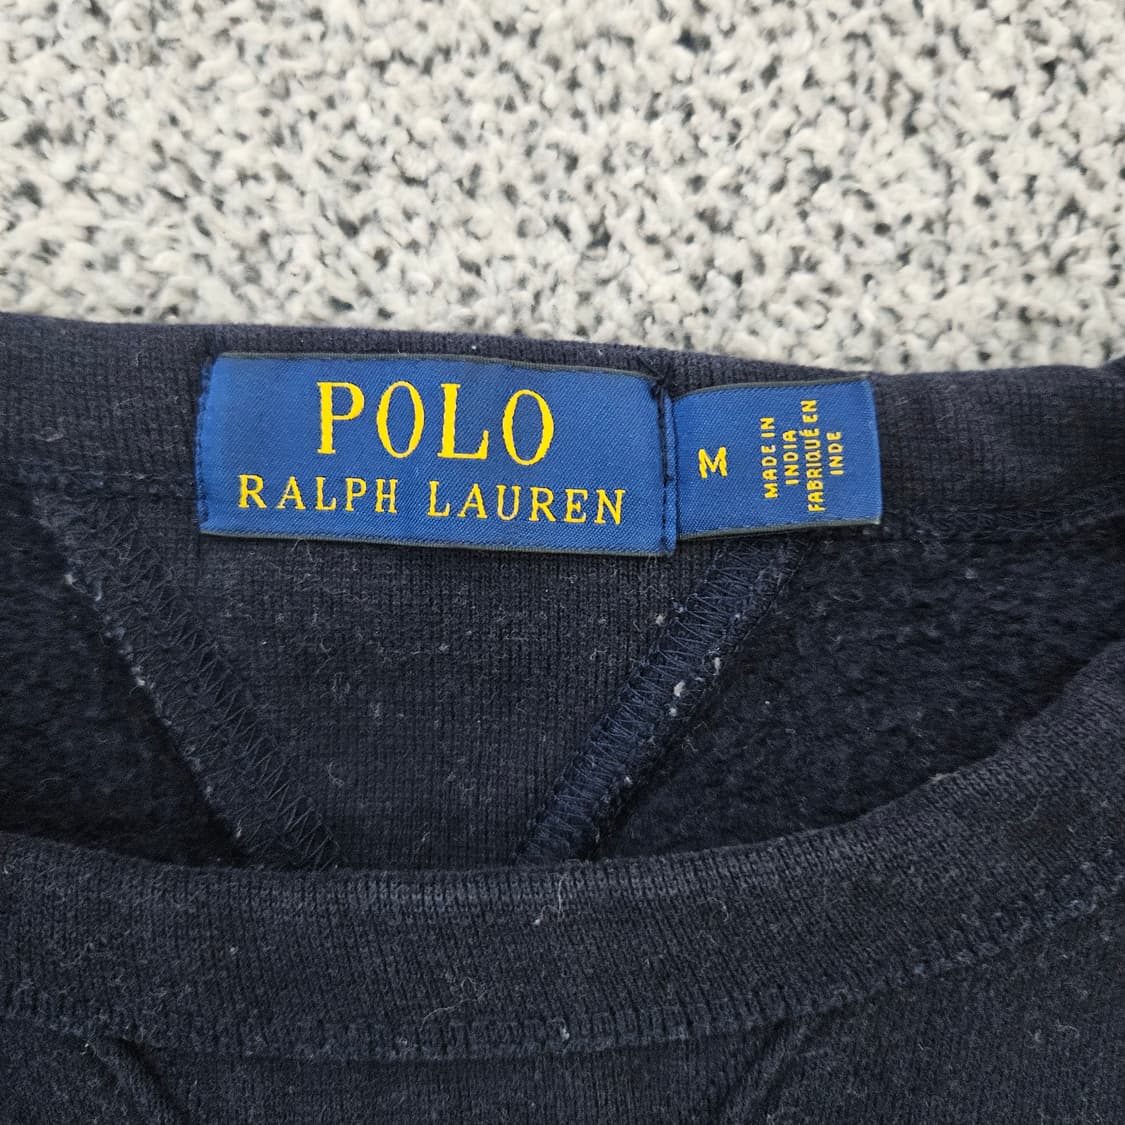 POLO
RALPH LAUREN
M
MADE IN
INDIA
FABRIQUÉ EN
INDE